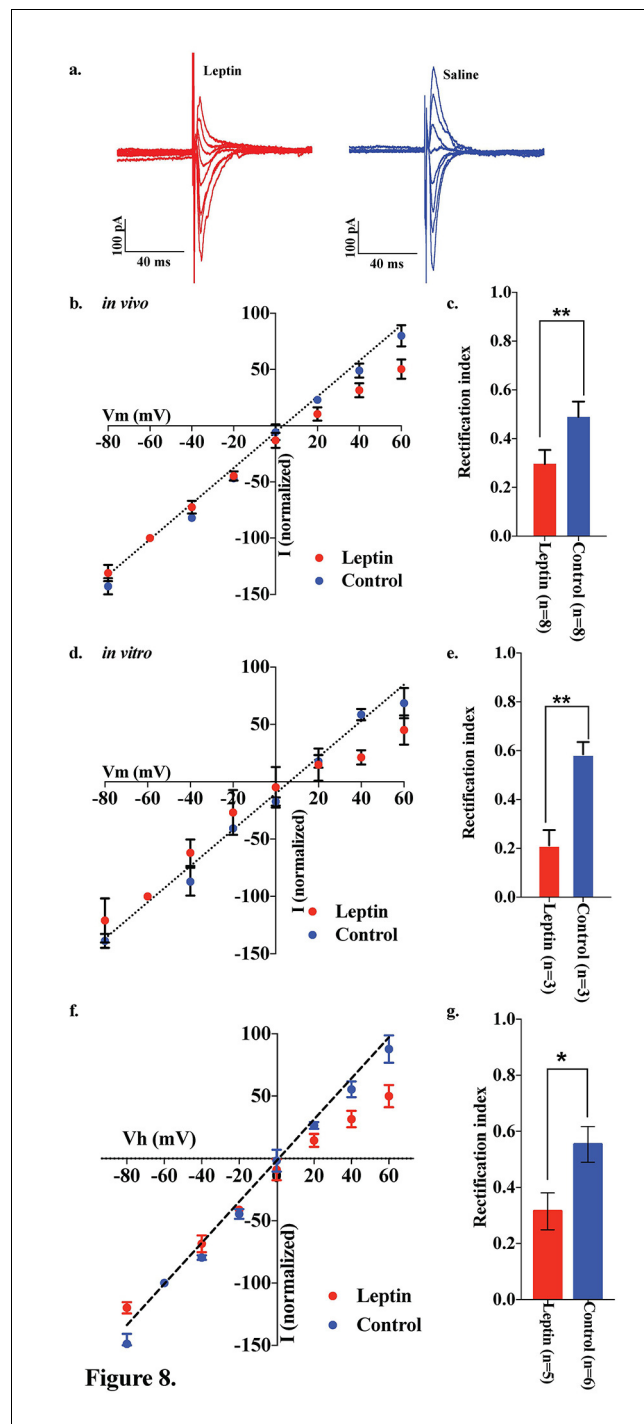 a.
Leptin
Saline
100 pA
40 ms
100 pA
40 ms
b. in vivo
100
50
Vm (mV)
-80 -60 -40 -20 0 20 40 60
-50
-100
-150
I (normalized)
Leptin
Control
c.
Rectification index
1.0
0.8
0.6
0.4
0.2
0.0
**
Leptin (n=8)
Control (n=8)
d. in vitro
100
50
Vm (mV)
-80 -60 -40 -20 0 20 40 60
-50
-100
-150
I (normalized)
Leptin
Control
e.
Rectification index
1.0
0.8
0.6
0.4
0.2
0.0
**
Leptin (n=3)
Control (n=3)
f.
100
50
Vh (mV)
-80 -60 -40 -20 0 20 40 60
-50
-100
-150
I (normalized)
Leptin
Control
g.
Rectification index
1.0
0.8
0.6
0.4
0.2
0.0
*
Leptin (n=5)
Control (n=6)
Figure 8.